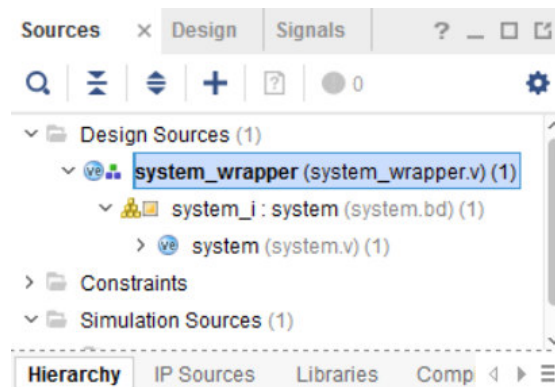 Sources × Design Signals ? _
0
Design Sources (1)
system_wrapper (system_wrapper.v) (1)
system_i : system (system.bd) (1)
system (system.v) (1)
Constraints
Simulation Sources (1)
Hierarchy IP Sources Libraries Comp